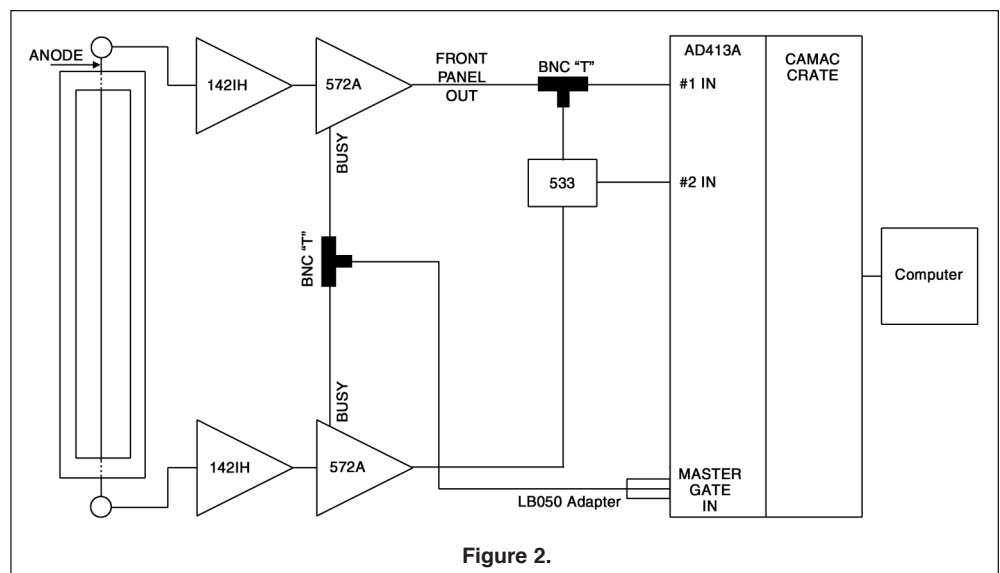 ANODE
142IH
572A
FRONT
PANEL
OUT
BNC “T”
AD413A
#1 IN
CAMAC
CRATE
BUSY
533
#2 IN
BNC “T”
Computer
BUSY
142IH
572A
MASTER
GATE
IN
LB050 Adapter
Figure 2.